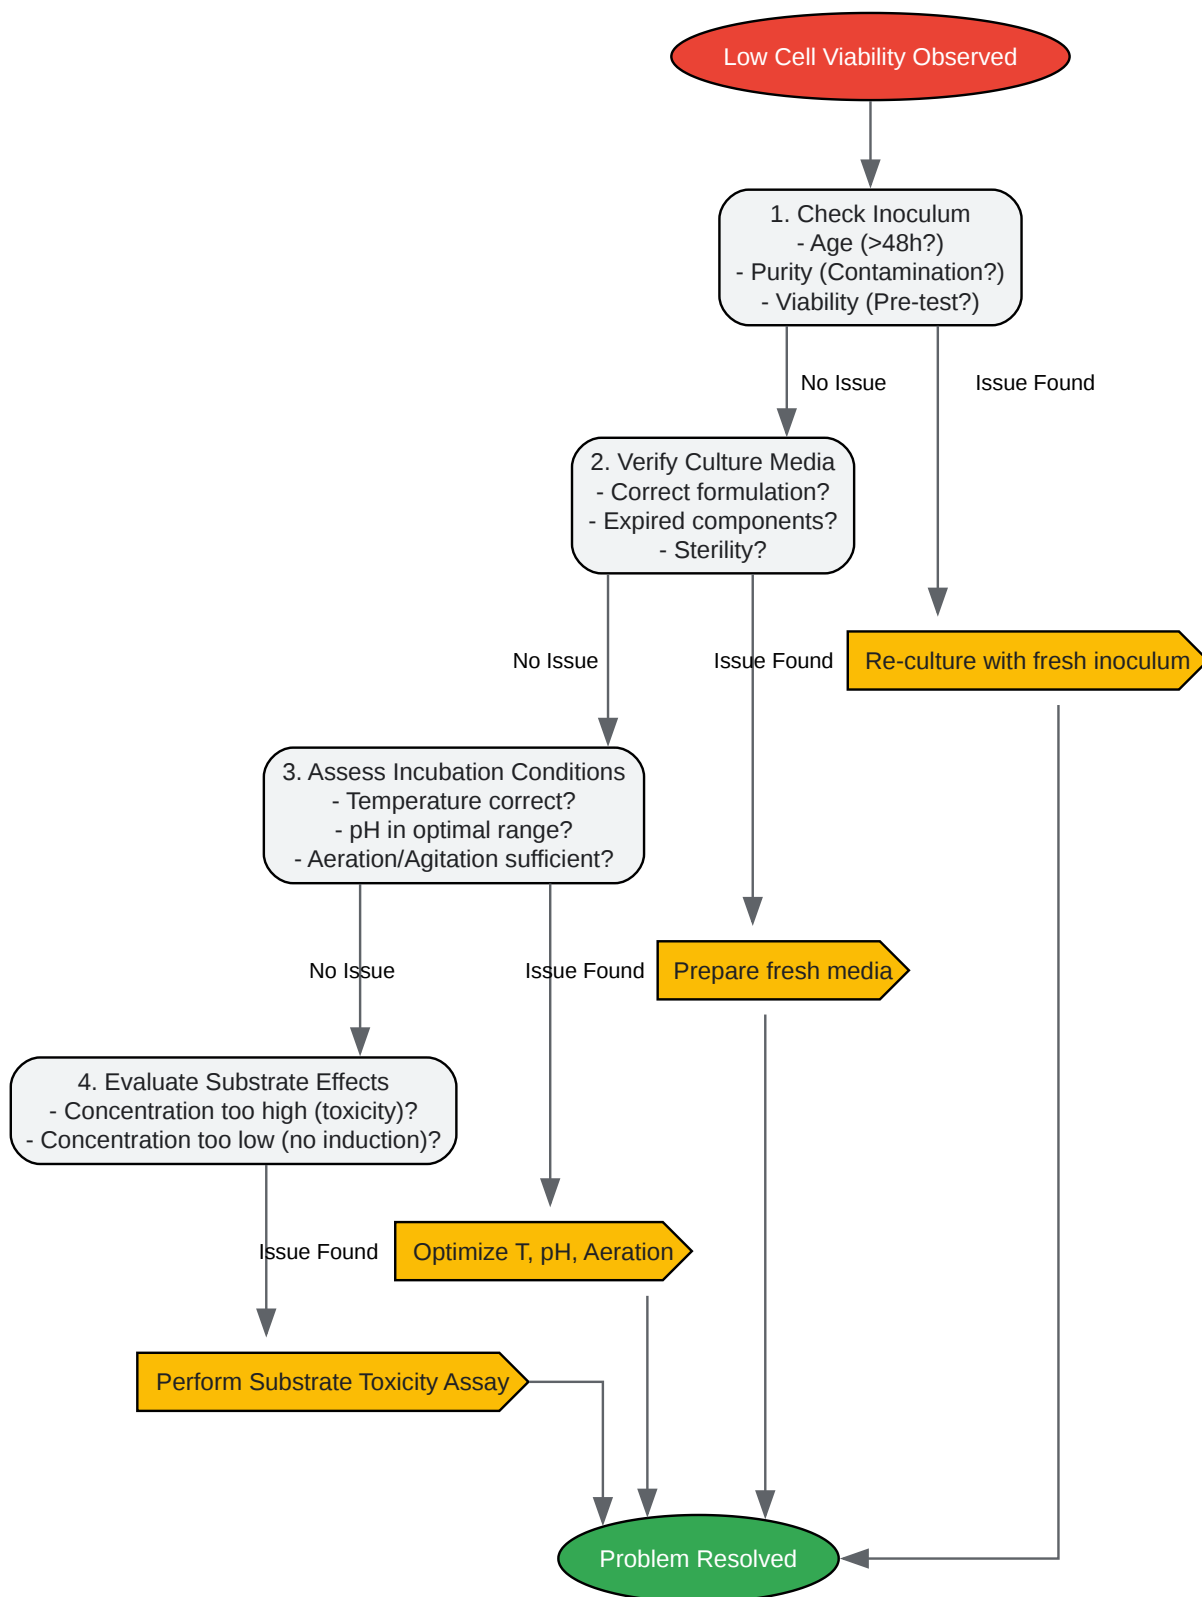 Low Cell Viability Observed
1. Check Inoculum
- Age (>48h?)
- Purity (Contamination?)
- Viability (Pre-test?)
No Issue
Issue Found
2. Verify Culture Media
- Correct formulation?
- Expired components?
- Sterility?
No Issue
Issue Found
Re-culture with fresh inoculum
3. Assess Incubation Conditions
- Temperature correct?
- pH in optimal range?
- Aeration/Agitation sufficient?
No Issue
Issue Found
Prepare fresh media
4. Evaluate Substrate Effects
- Concentration too high (toxicity)?
- Concentration too low (no induction)?
Issue Found
Optimize T, pH, Aeration
Perform Substrate Toxicity Assay
Problem Resolved